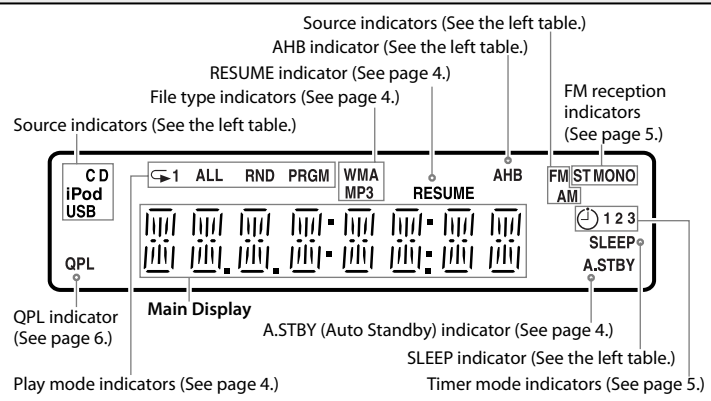 Source indicators (See the left table.)
AHB indicator (See the left table.)
RESUME indicator (See page 4.)
File type indicators (See page 4.)
Source indicators (See the left table.)
FM reception
indicators
(See page 5.)
CD
iPod
USB
1 ALL RND PRGM
WMA
MP3
RESUME
AHB
FM
AM
ST MONO
1 2 3
SLEEP
A.STBY
QPL
Main Display
QPL indicator
(See page 6.)
A.STBY (Auto Standby) indicator (See page 4.)
SLEEP indicator (See the left table.)
Play mode indicators (See page 4.)
Timer mode indicators (See page 5.)